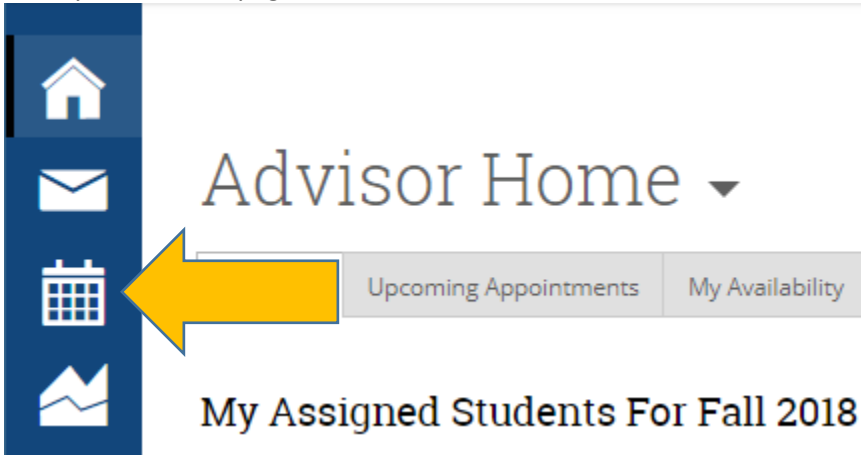 Advisor Home
Upcoming Appointments My Availability
My Assigned Students For Fall 2018